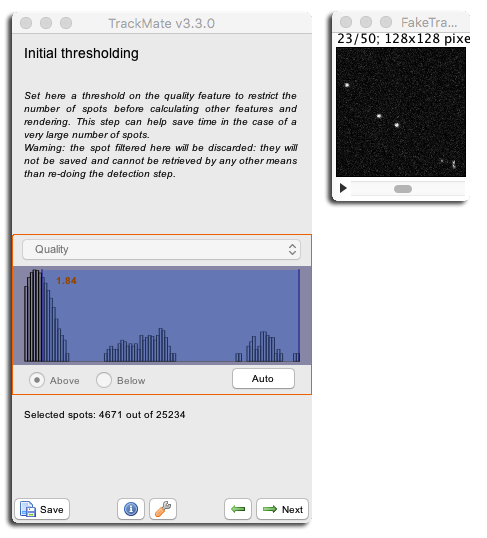 TrackMate v3.3.0
Initial thresholding
Set here a threshold on the quality feature to restrict the
number of spots before calculating other features and
rendering. This step can help save time in the case of a
very large number of spots.
Warning: the spot filtered here will be discarded: they will
not be saved and cannot be retrieved by any other means
than re-doing the detection step.
Quality
1.84
Above
Below
Auto
Selected spots: 4671 out of 25234
Save
Next
FakeTra...
23/50; 128x128 pixe